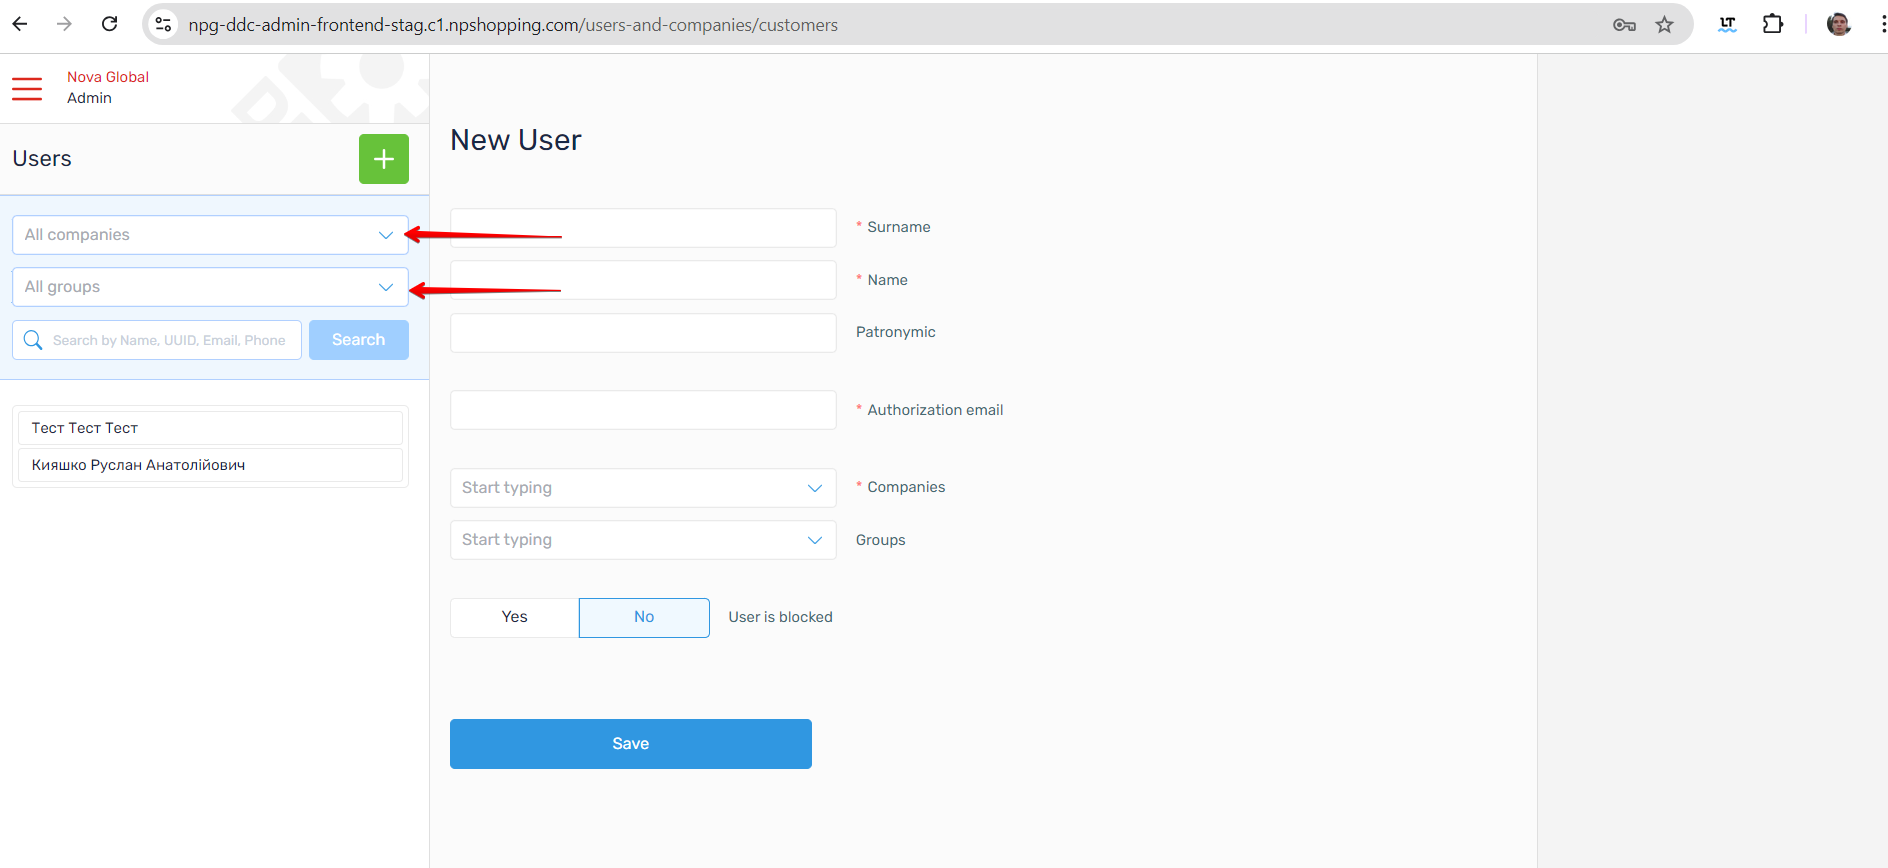 npg-ddc-admin-frontend-stag.c1.npshopping.com/users-and-companies/customers
LT
Nova Global
Admin
Users
All companies
All groups
Search by Name, UUID, Email, Phone
Search
Тест Тест Тест
Кияшко Руслан Анатолійович
New User
* Surname
* Name
Patronymic
* Authorization email
Start typing
* Companies
Start typing
Groups
Yes
No
User is blocked
Save